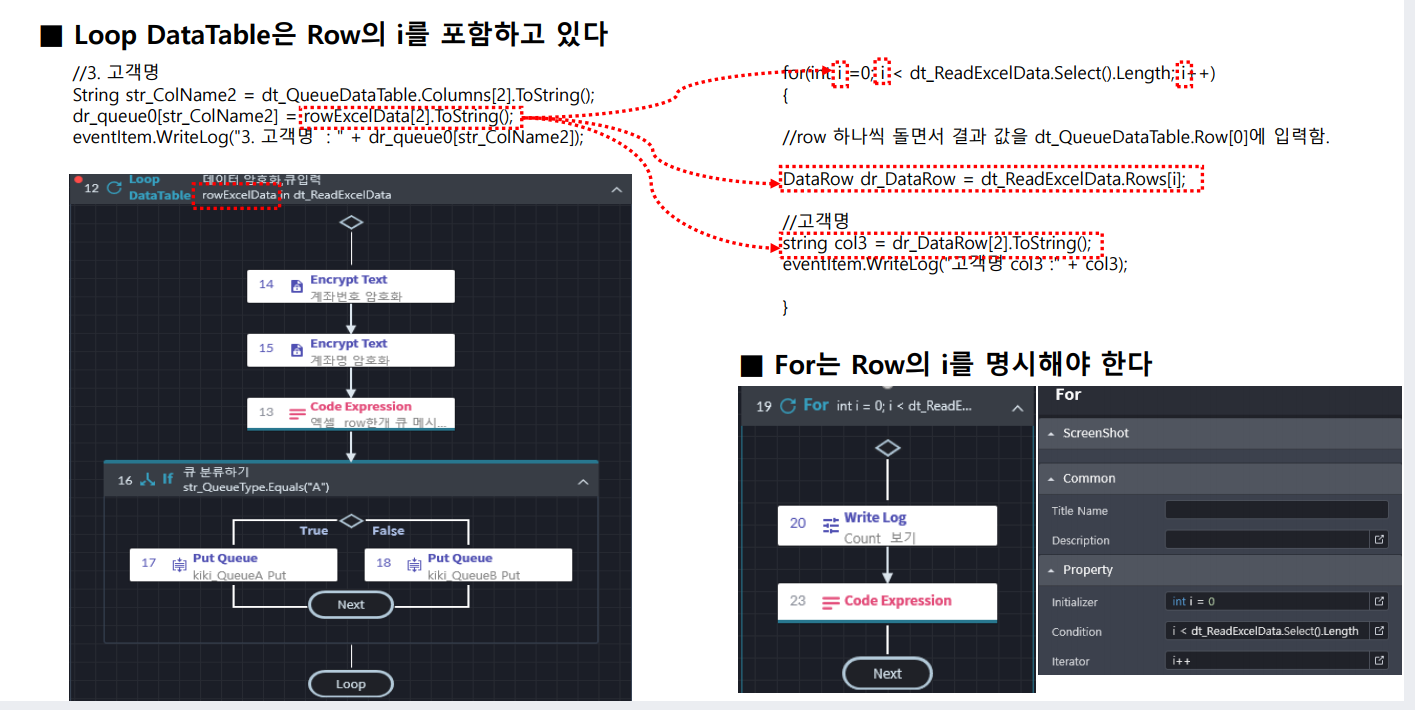 ■ Loop DataTable은 Row의 i를 포함하고 있다
//3. 고객명
String str_ColName2 = dt_QueueDataTable.Columns[2].ToString();
dr_queue0[str_ColName2] = rowExcelData[2].ToString();
eventItem.WriteLog("3. 고객명 : " + dr_queue0[str_ColName2]);
12 Loop DataTable 데이터 암호화 큐입력
rowExcelData in dt_ReadExcelData
14 Encrypt Text
계좌번호 암호화
15 Encrypt Text
계좌명 암호화
13 Code Expression
엑셀 row한개 큐 메시...
16 If 큐 분류하기
str_QueueType.Equals("A")
True False
17 Put Queue
kiki_QueueA Put
18 Put Queue
kiki_QueueB Put
Next
Loop
for(int i =0; i < dt_ReadExcelData.Select().Length; i++)
{
//row 하나씩 돌면서 결과 값을 dt_QueueDataTable.Row[0]에 입력함.
DataRow dr_DataRow = dt_ReadExcelData.Rows[i];
//고객명
string col3 = dr_DataRow[2].ToString();
eventItem.WriteLog("고객명 col3 :" + col3);
}
■ For는 Row의 i를 명시해야 한다
19 For int i = 0; i < dt_ReadE...
20 Write Log
Count 보기
23 Code Expression
Next
For
ScreenShot
Common
Title Name
Description
Property
Initializer int i = 0
Condition i < dt_ReadExcelData.Select().Length
Iterator i++